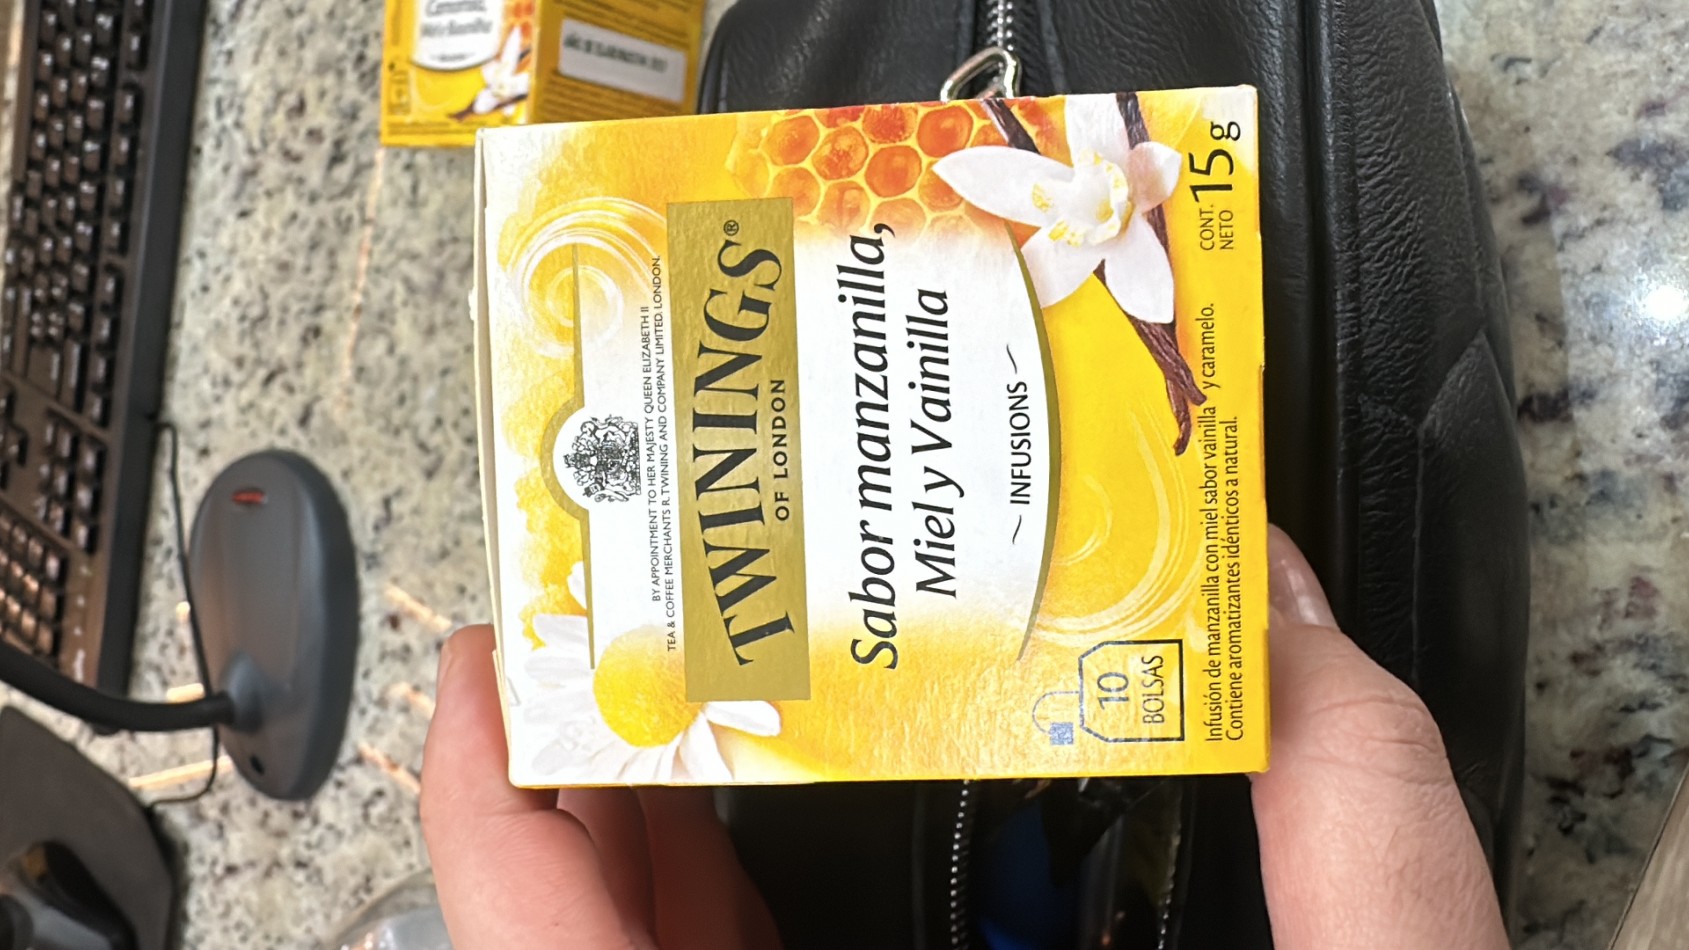 BY APPOINTMENT TO HER MAJESTY QUEEN ELIZABETH II
TEA & COFFEE MERCHANTS R. TWINING AND COMPANY LIMITED. LONDON.
TWININGS®
OF LONDON
Sabor manzanilla,
Miel y Vainilla
INFUSIONS
10
BOLSAS
Infusión de manzanilla con miel sabor vainilla y caramelo.
Contiene aromatizantes idénticos a natural.
CONT.
NETO
15g